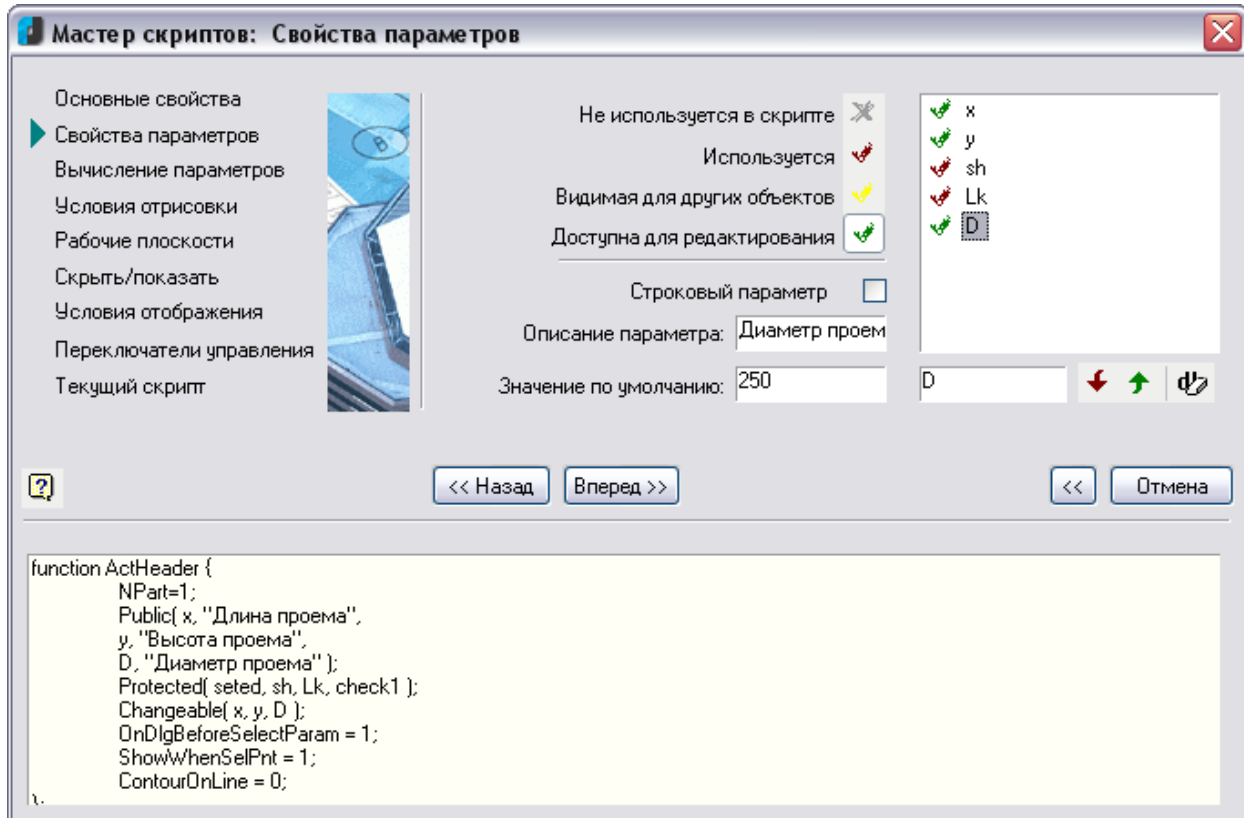 Мастер скриптов: Свойства параметров
Основные свойства
Свойства параметров
Вычисление параметров
Условия отрисовки
Рабочие плоскости
Скрыть/показать
Условия отображения
Переключатели управления
Текущий скрипт
B
Не используется в скрипте
Используется
Видимая для других объектов
Доступна для редактирования
Строковый параметр
Описание параметра: Диаметр проем
Значение по умолчанию: 250
x
y
sh
Lk
D
D
<< Назад
Вперед >>
<<
Отмена
function ActHeader {
NPart=1;
Public( x, "Длина проема",
y, "Высота проема",
D, "Диаметр проема" );
Protected( seted, sh, Lk, check1 );
Changeable( x, y, D );
OnDlgBeforeSelectParam = 1;
ShowWhenSelPnt = 1;
ContourOnLine = 0;